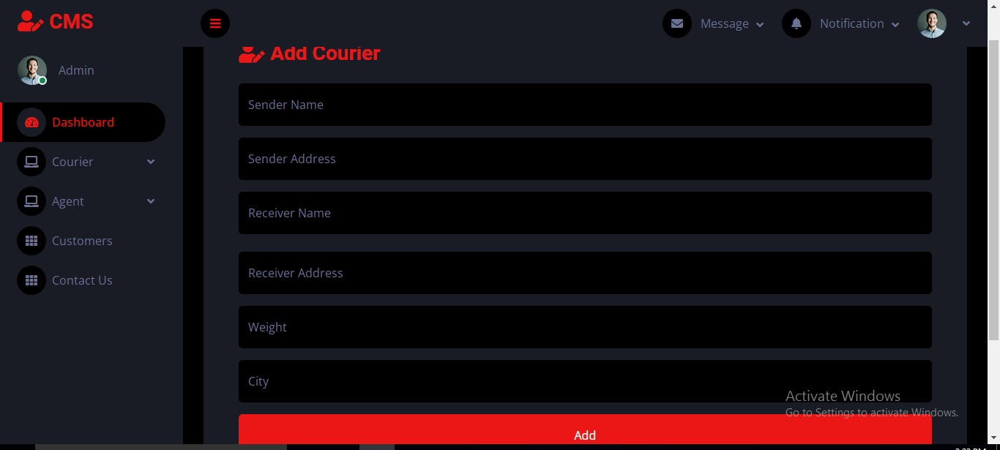 CMS
Message
Notification
Admin
Dashboard
Courier
Agent
Customers
Contact Us
Add Courier
Sender Name
Sender Address
Receiver Name
Receiver Address
Weight
City
Add
Activate Windows
Go to Settings to activate Windows.